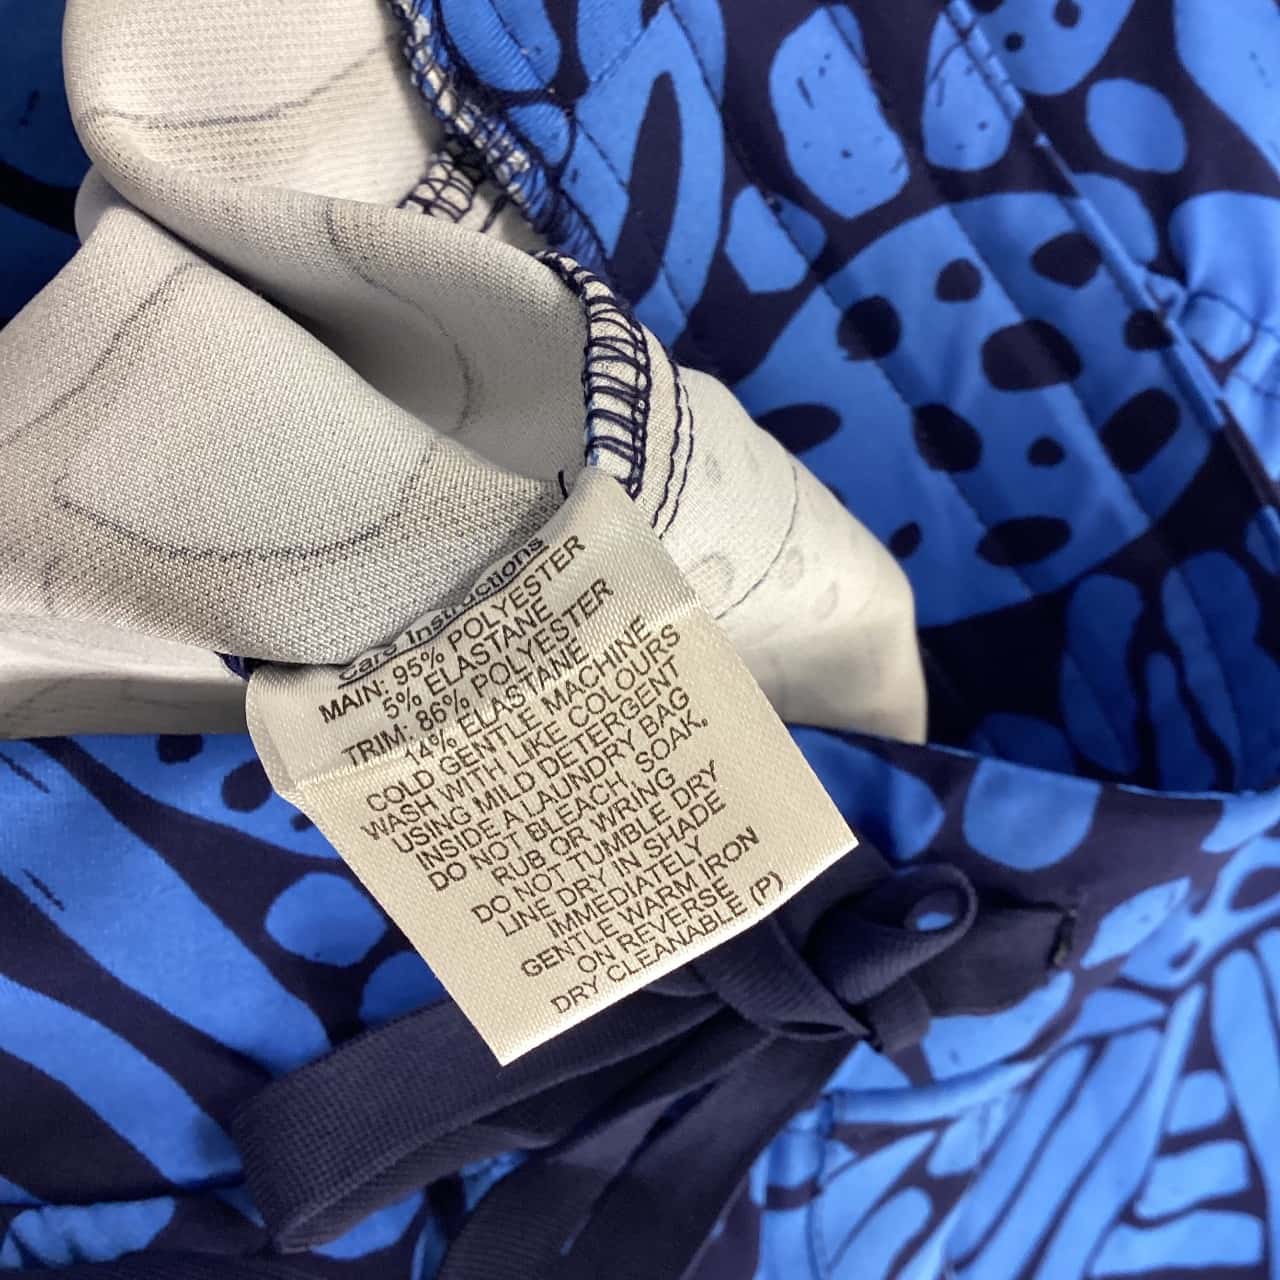 Care Instructions
MAIN: 95% POLYESTER
5% ELASTANE
TRIM: 86% POLYESTER
14% ELASTANE
COLD GENTLE MACHINE
WASH WITH LIKE COLOURS
USING MILD DETERGENT
INSIDE A LAUNDRY BAG
DO NOT BLEACH, SOAK,
RUB OR WRING
DO NOT TUMBLE DRY
LINE DRY IN SHADE
IMMEDIATELY
GENTLE WARM IRON
ON REVERSE
DRY CLEANABLE (P)